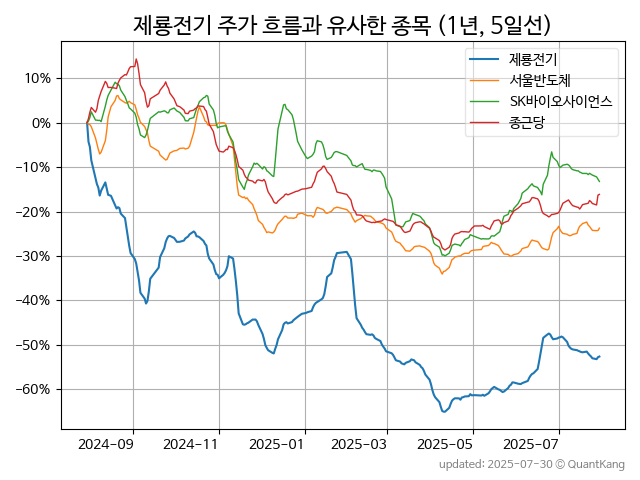 제룡전기 주가 흐름과 유사한 종목 (1년, 5일선)
제룡전기
서울반도체
SK바이오사이언스
종근당
10%
0%
−10%
−20%
−30%
−40%
−50%
−60%
2024-09 2024-11 2025-01 2025-03 2025-05 2025-07
updated: 2025-07-30 © QuantKang